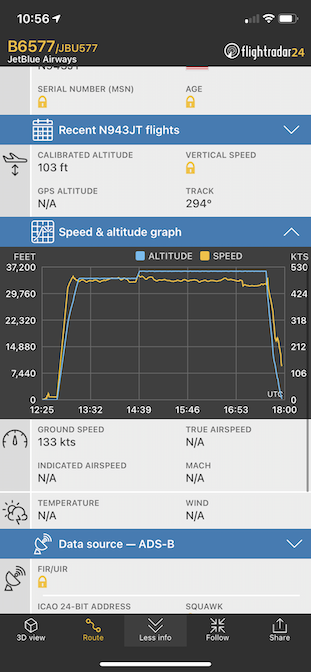 10:56
B6577/JBU577
JetBlue Airways
flightradar24
N943JT
SERIAL NUMBER (MSN) AGE
Recent N943JT flights
CALIBRATED ALTITUDE VERTICAL SPEED
103 ft
GPS ALTITUDE TRACK
N/A 294°
Speed & altitude graph
FEET ALTITUDE SPEED KTS
37,200 530
29,760 424
22,320 318
14,880 212
7,440 106
0 UTC 0
12:25 13:32 14:39 15:46 16:53 18:00
GROUND SPEED TRUE AIRSPEED
133 kts N/A
INDICATED AIRSPEED MACH
N/A N/A
TEMPERATURE WIND
N/A N/A
Data source — ADS-B
FIR/UIR
ICAO 24-BIT ADDRESS SQUAWK
3D view Route Less info Follow Share